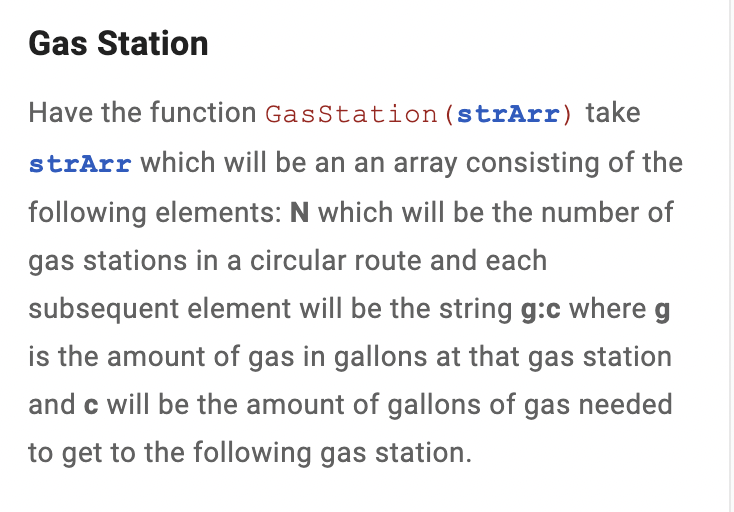 Gas Station
Have the function GasStation(strArr) take
strArr which will be an an array consisting of the
following elements: N which will be the number of
gas stations in a circular route and each
subsequent element will be the string g:c where g
is the amount of gas in gallons at that gas station
and c will be the amount of gallons of gas needed
to get to the following gas station.